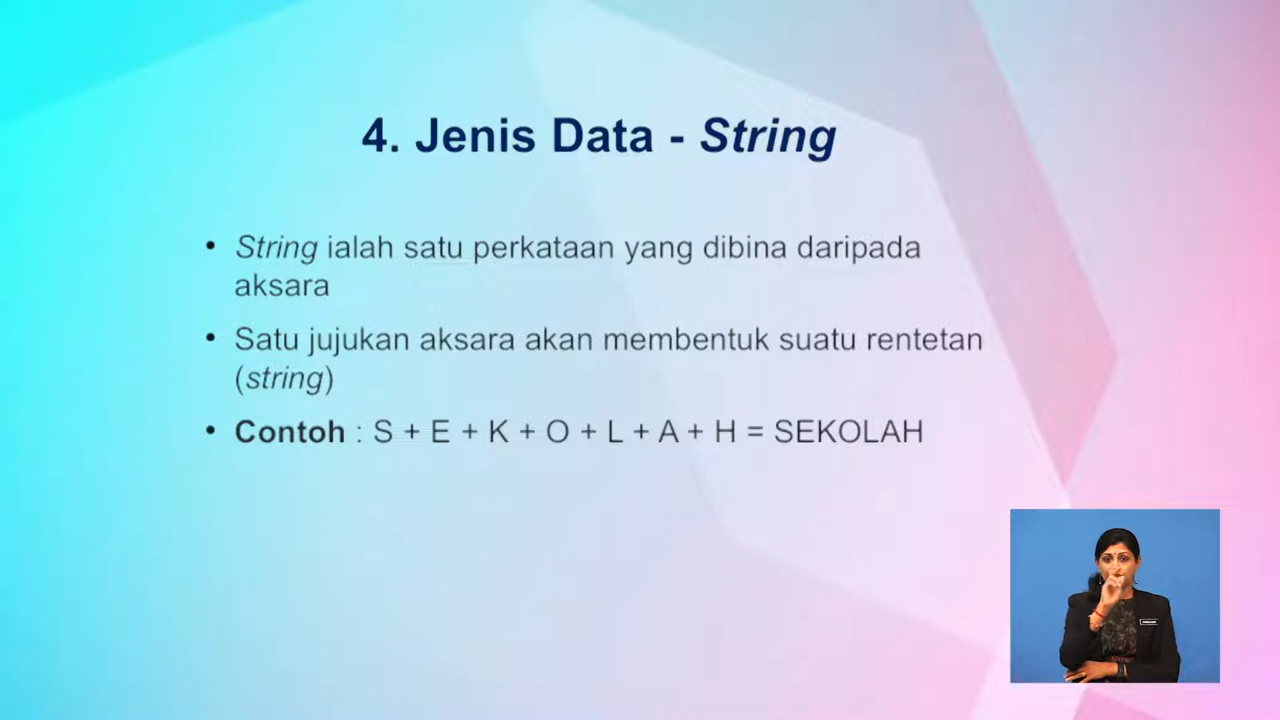 4. Jenis Data - String
• String ialah satu perkataan yang dibina daripada
aksara
• Satu jujukan aksara akan membentuk suatu rentetan
(string)
• Contoh : S + E + K + O + L + A + H = SEKOLAH